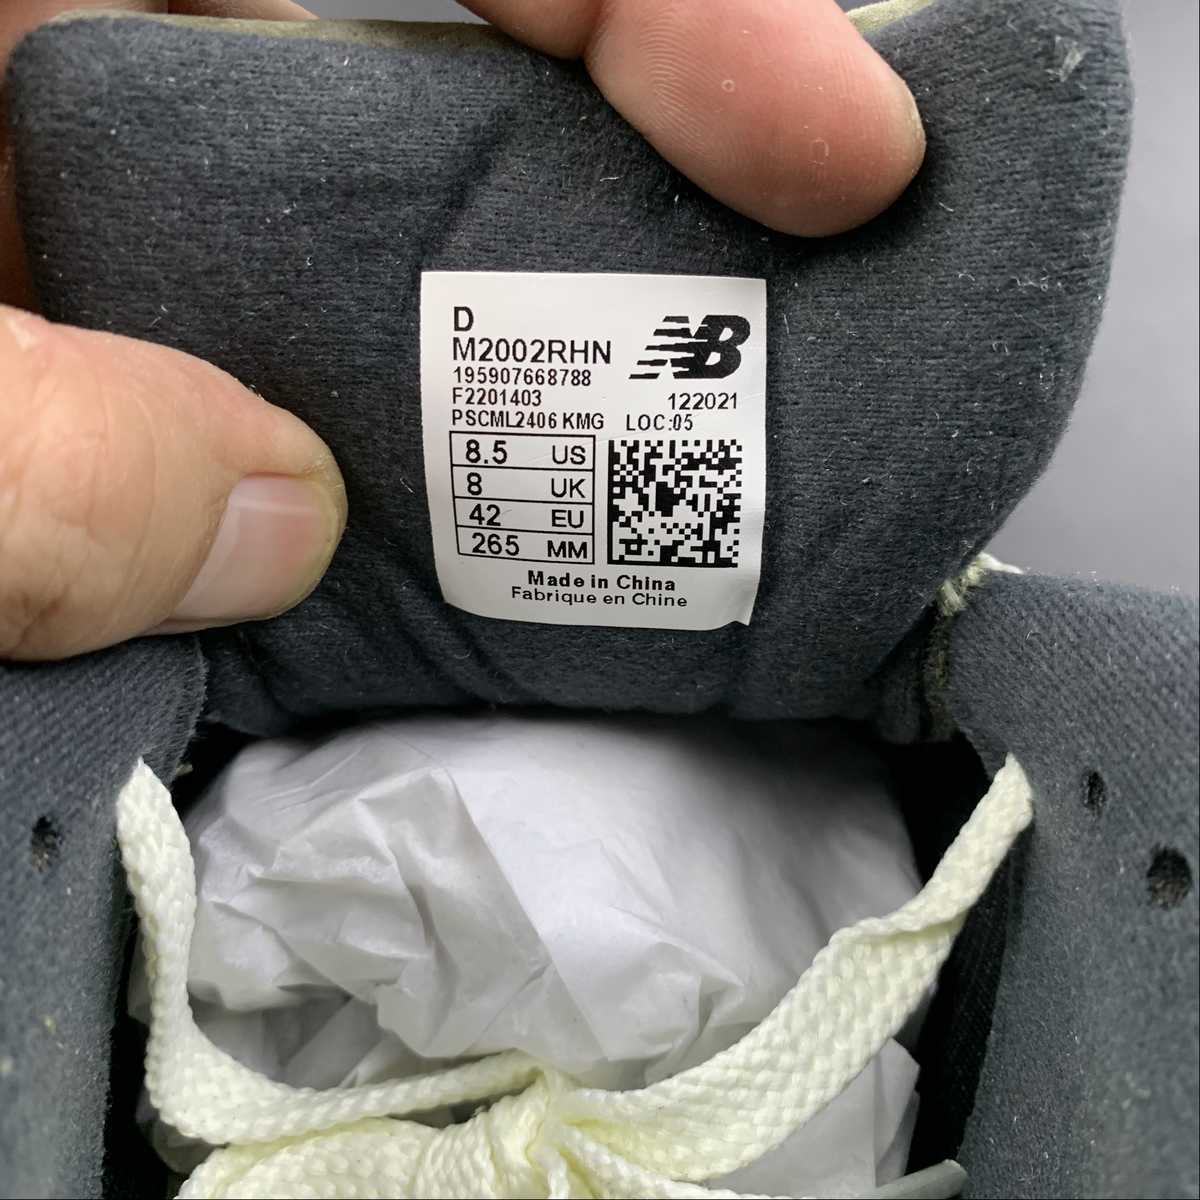 D
M2002RHN
NB
195907668788
F2201403 122021
PSCML2406 KMG LOC:05
8.5 US
8 UK
42 EU
265 MM
Made in China
Fabrique en Chine